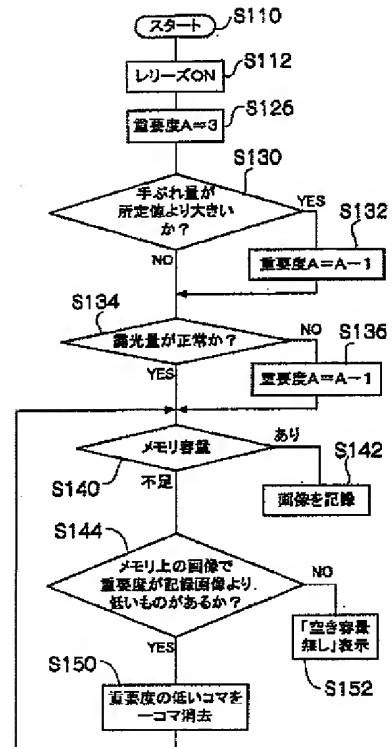 スタート
S110
レリーズON
S112
重要度A=3
S126
S130
手ぶれ量が
所定値より大きい
か?
YES
S132
重要度A=A-1
NO
S134
露光量が正常か?
NO
S136
重要度A=A-1
YES
メモリ容量
あり
S140
S142
不足
画像を記録
S144
メモリ上の画像で
重要度が記録画像より
低いものがあるか?
NO
「空き容量
無し」表示
YES
S150
S152
重要度の低いコマを
一コマ消去